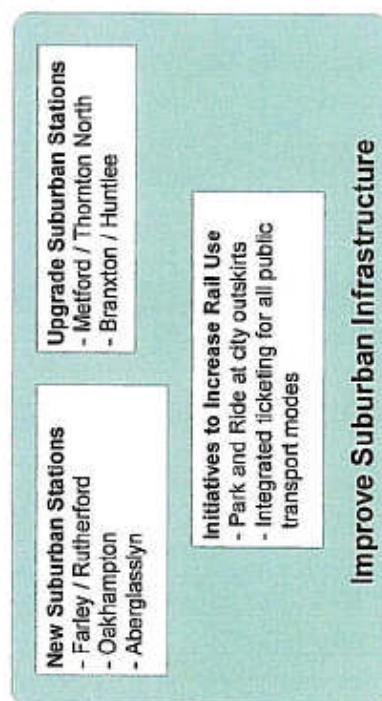 New Suburban Stations
- Farley / Rutherford
- Oakhampton
- Aberglasslyn
Upgrade Suburban Stations
- Metford / Thornton North
- Branxton / Huntlee
Initiatives to Increase Rail Use
- Park and Ride at city outskirts
- Integrated ticketing for all public
transport modes
Improve Suburban Infrastructure